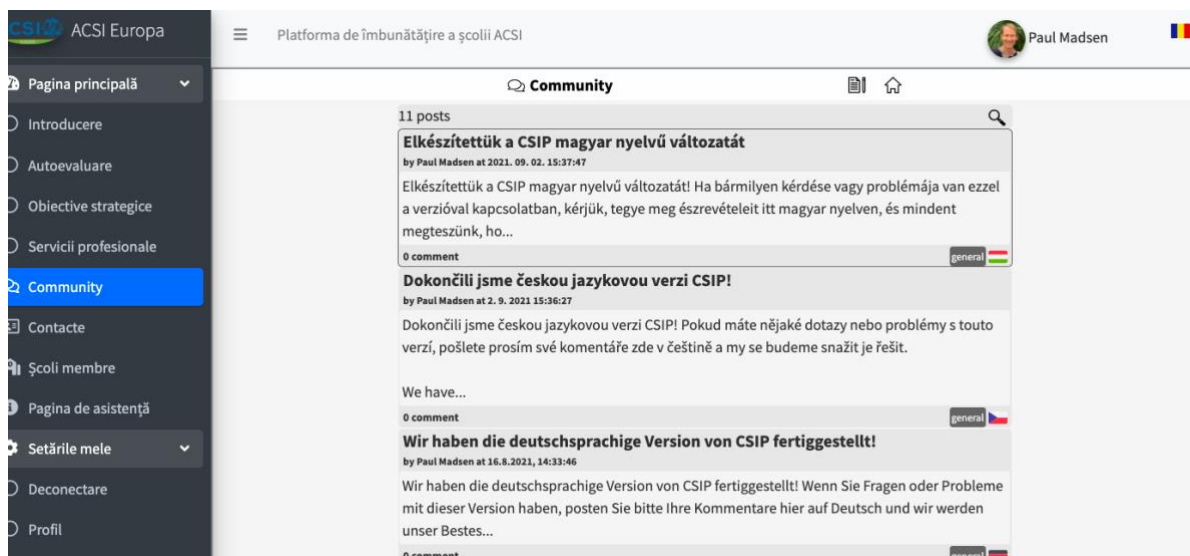 CSI ACSI Europa
Platforma de îmbunătățire a școlii ACSI
Paul Madsen
Pagina principală
Introducere
Autoevaluare
Obiective strategice
Servicii profesionale
Community
Contacte
Școli membre
Pagina de asistență
Setările mele
Deconectare
Profil
Community
11 posts
Elkészítettük a CSIP magyar nyelvű változatát
by Paul Madsen at 2021. 09. 02. 15:37:47
Elkészítettük a CSIP magyar nyelvű változatát! Ha bármilyen kérdése vagy problémája van ezzel
a verzióval kapcsolatban, kérjük, tegye meg észrevételeit itt magyar nyelven, és mindent
megteszünk, ho...
0 comment
general
Dokončili jsme českou jazykovou verzi CSIP!
by Paul Madsen at 2. 9. 2021 15:36:27
Dokončili jsme českou jazykovou verzi CSIP! Pokud máte nějaké dotazy nebo problémy s touto
verzí, pošlete prosím své komentáře zde v češtině a my se budeme snažit je řešit.
We have...
0 comment
general
Wir haben die deutschsprachige Version von CSIP fertiggestellt!
by Paul Madsen at 16.8.2021, 14:33:46
Wir haben die deutschsprachige Version von CSIP fertiggestellt! Wenn Sie Fragen oder Probleme
mit dieser Version haben, posten Sie bitte Ihre Kommentare hier auf Deutsch und wir werden
unser Bestes...
0 comment
general